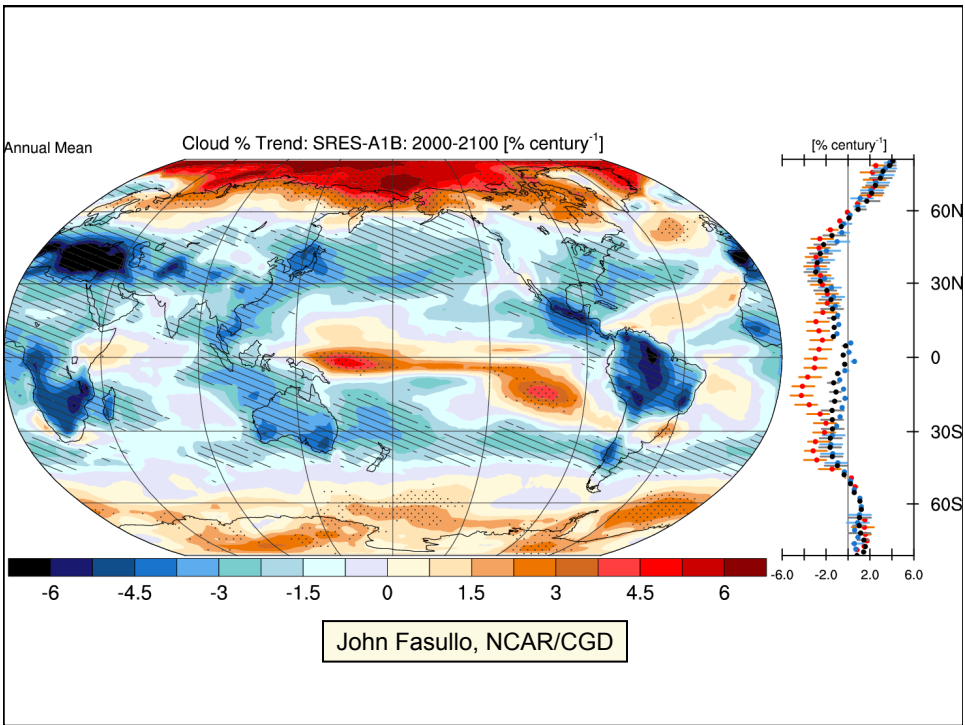 Annual Mean
Cloud % Trend: SRES-A1B: 2000-2100 [% century-1]
[% century-1]
60N
30N
0
30S
60S
-6 -4.5 -3 -1.5 0 1.5 3 4.5 6
-6.0 -2.0 2.0 6.0
John Fasullo, NCAR/CGD